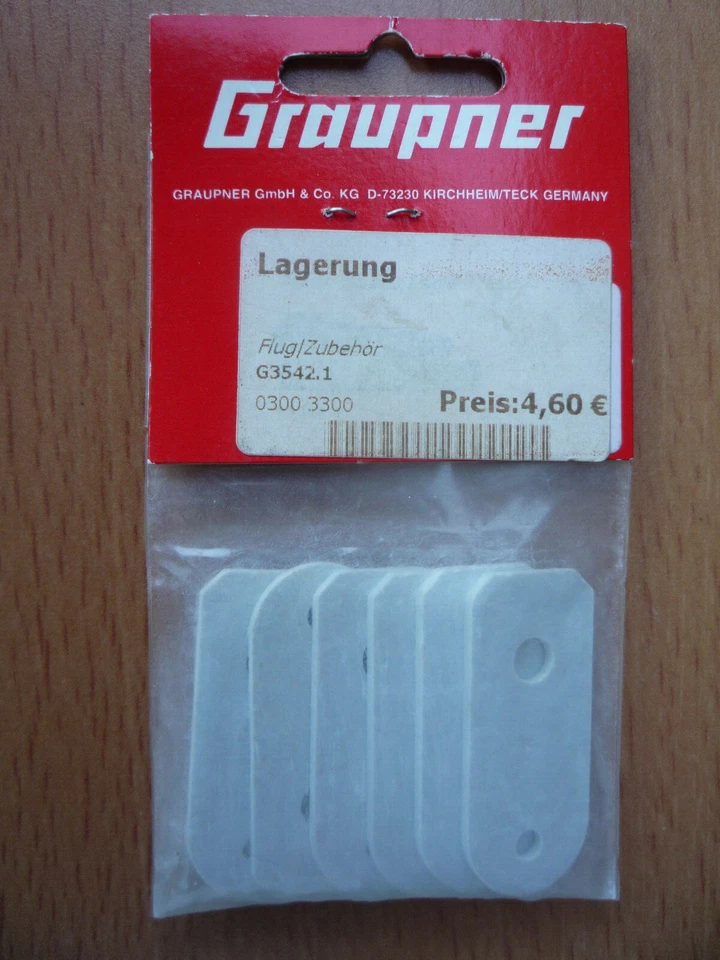 Graupner
GRAUPNER GmbH & Co. KG D-73230 KIRCHHEIM/TECK GERMANY
Lagerung
Flug/Zubehör
G3542.1
0300 3300
Preis:4,60 €